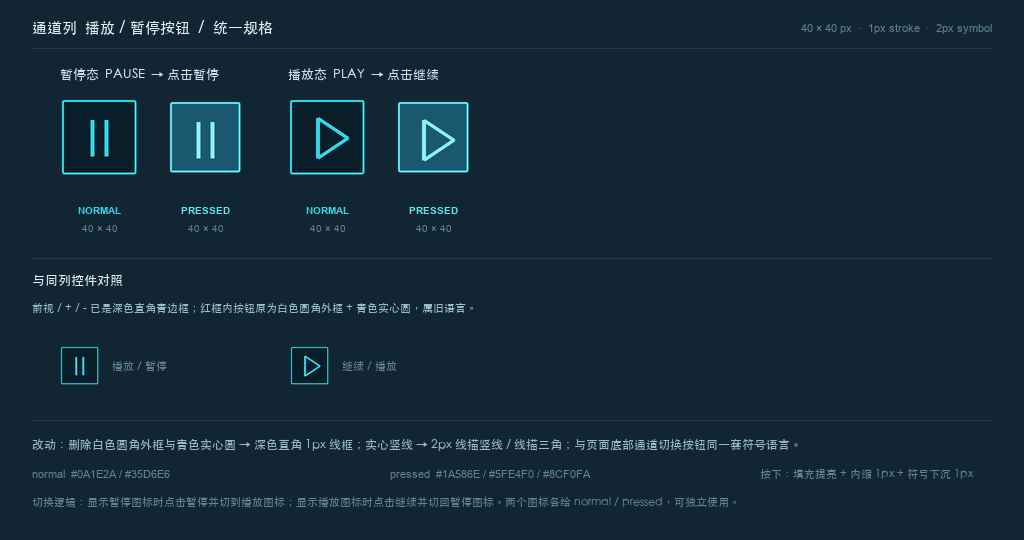 通道列 播放 / 暂停按钮 / 统一规格
40 × 40 px · 1px stroke · 2px symbol
暂停态 PAUSE → 点击暂停
播放态 PLAY → 点击继续
NORMAL
PRESSED
NORMAL
PRESSED
40 × 40
40 × 40
40 × 40
40 × 40
与同列控件对照
前视 / + / - 已是深色直角青边框；红框内按钮原为白色圆角外框 + 青色实心圆，属旧语言。
播放 / 暂停
继续 / 播放
改动：删除白色圆角外框与青色实心圆 → 深色直角 1px 线框；实心竖线 → 2px 线描竖线 / 线描三角；与页面底部通道切换按钮同一套符号语言。
normal #0A1E2A / #35D6E6
pressed #1A586E / #5FE4F0 / #8CF0FA
按下：填充提亮 + 内缩 1px + 符号下沉 1px
切换逻辑：显示暂停图标时点击暂停并切到播放图标；显示播放图标时点击继续并切回暂停图标。两个图标各给 normal / pressed，可独立使用。